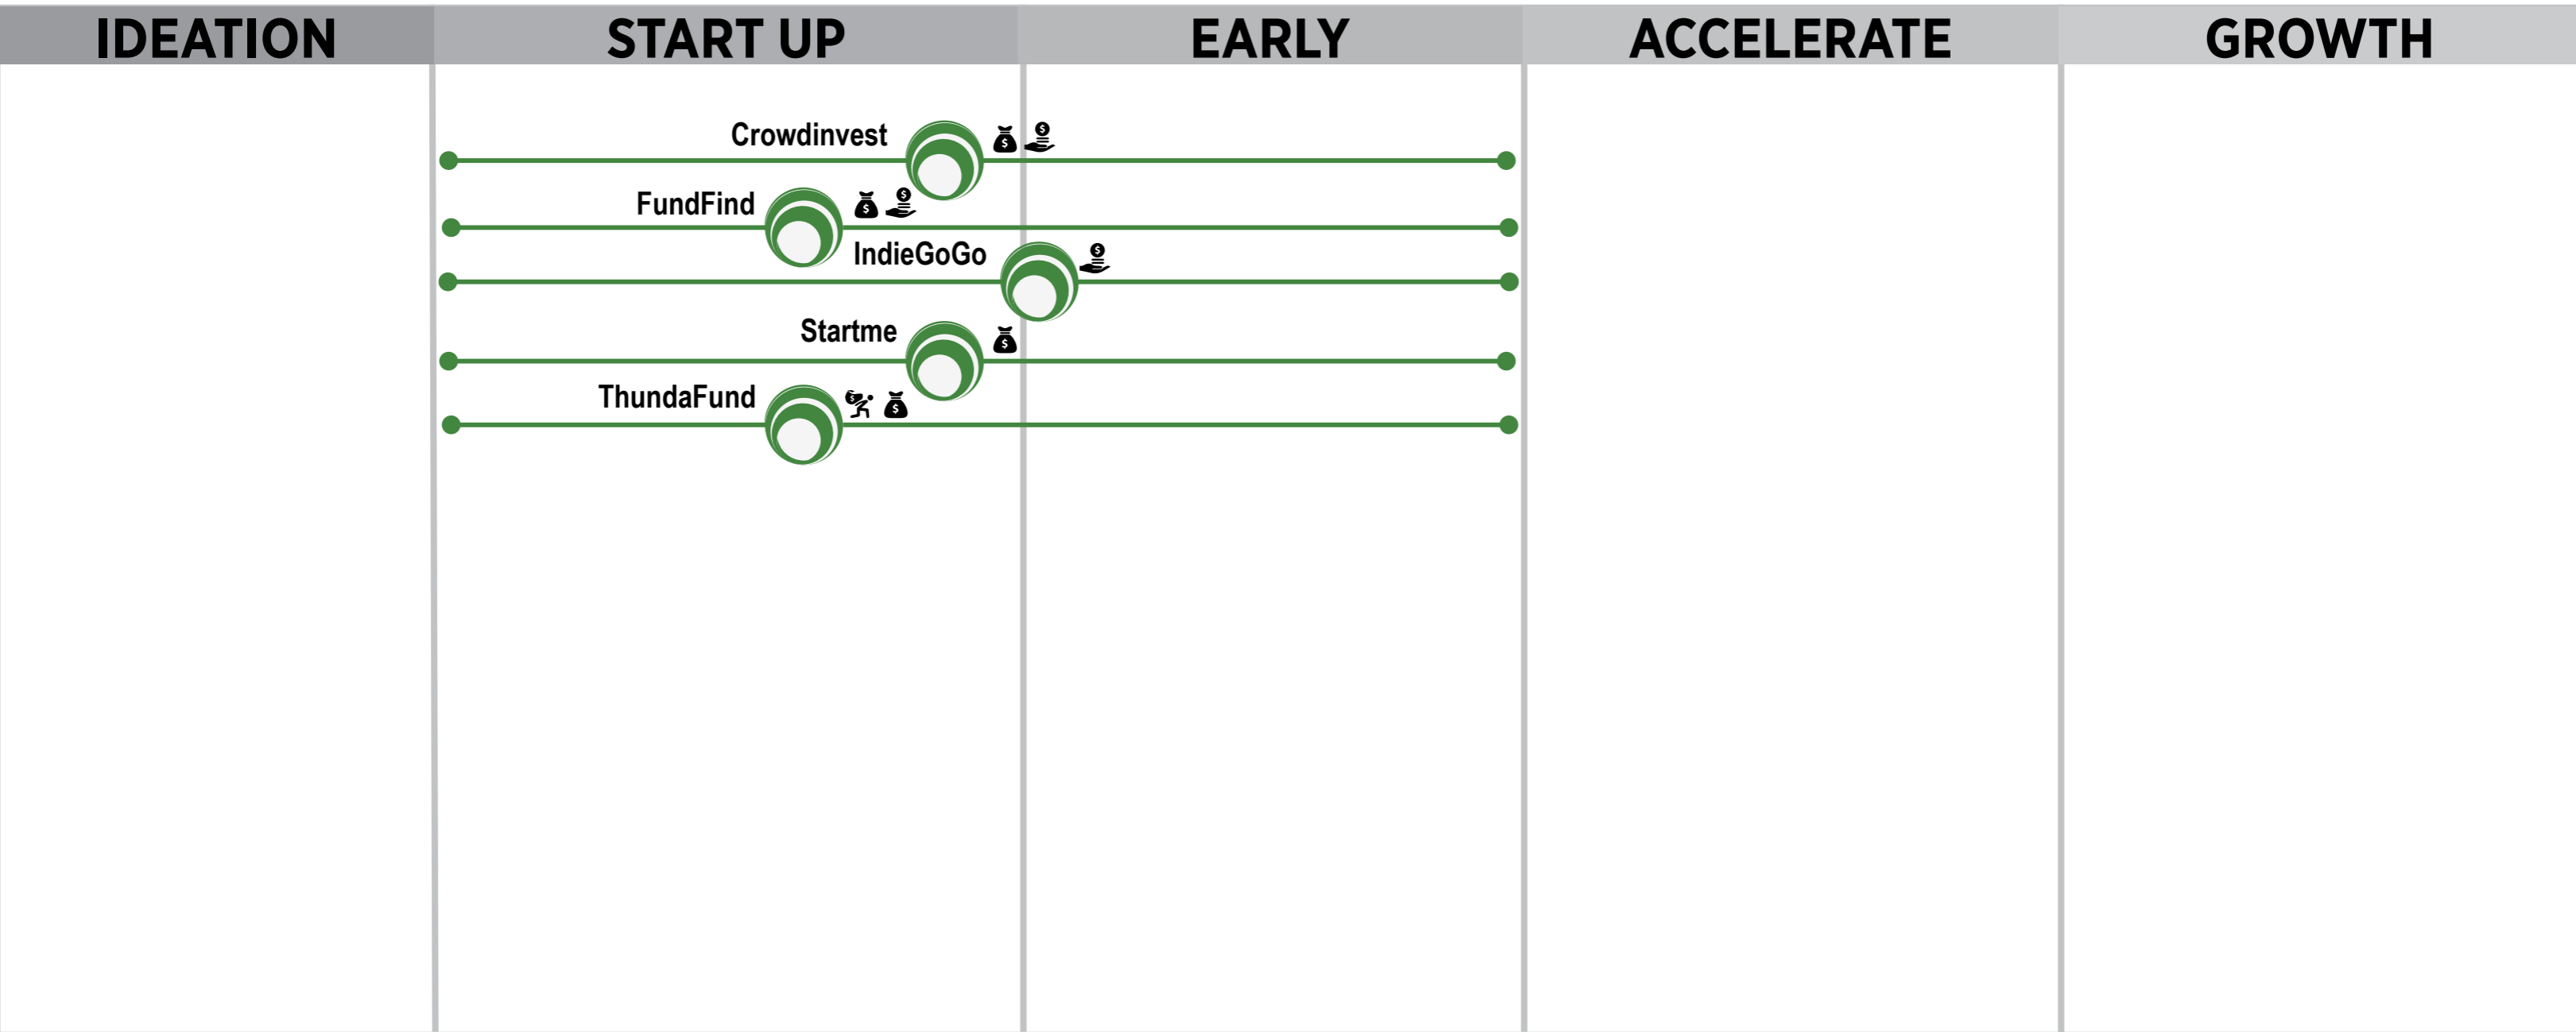 IDEATION
START UP
EARLY
ACCELERATE
GROWTH
Crowdinvest
FundFind
IndieGoGo
Startme
ThundaFund